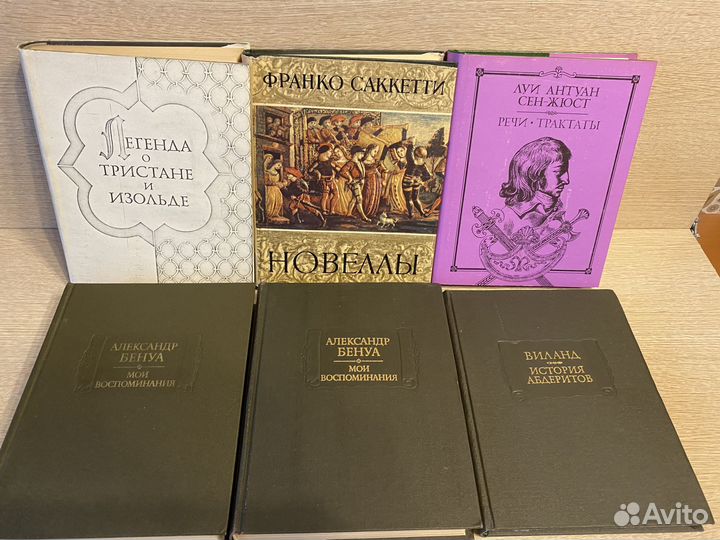 ЛЕГЕНДА
О
ТРИСТАНЕ
И
ИЗОЛЬДЕ
ФРАНКО САККЕТТИ
НОВЕЛЛЫ
ЛУИ АНТУАН
СЕН-ЖЮСТ
РЕЧИ • ТРАКТАТЫ
АЛЕКСАНДР
БЕНУА
МОИ
ВОСПОМИНАНИЯ
АЛЕКСАНДР
БЕНУА
МОИ
ВОСПОМИНАНИЯ
ВИЛАНД
ИСТОРИЯ
АБДЕРИТОВ
Avito